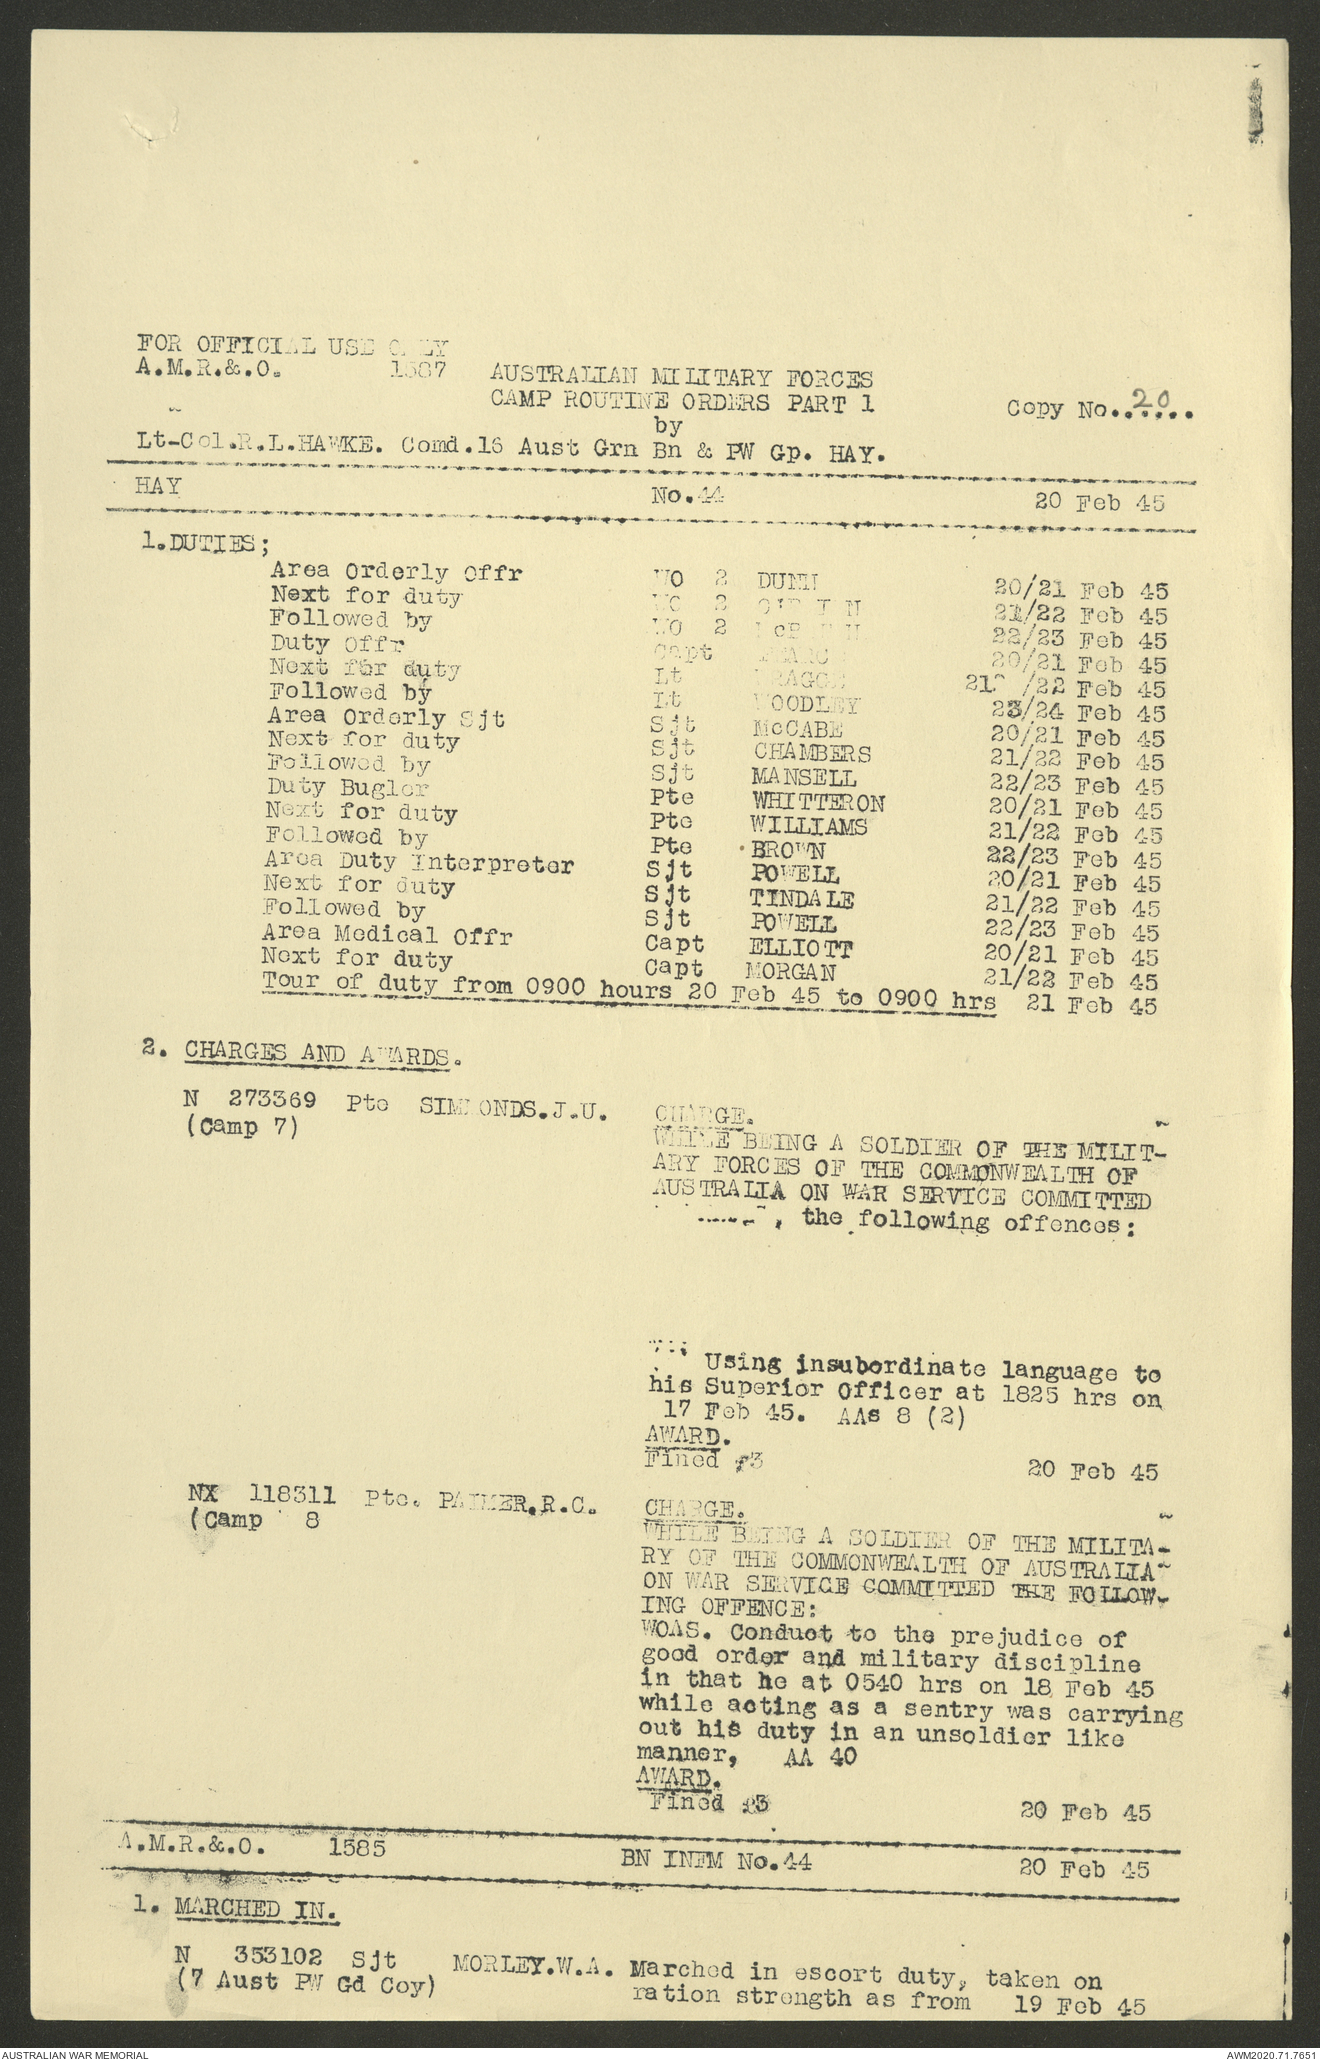 FOR OFFICIAL USE ONLY
A.M.R.&.O. 1587
AUSTRALIAN MILITARY FORCES
CAMP ROUTINE ORDERS PART 1
Copy No..20....
by
Lt-Col.R.L.HAWKE. Comd.16 Aust Grn Bn & PW Gp. HAY.
HAY No.44 20 Feb 45
1.DUTIES;
Area Orderly Offr WO 2 DUNN 20/21 Feb 45
Next for duty WO 2 21/22 Feb 45
Followed by WO 2 22/23 Feb 45
Duty Offr Capt 20/21 Feb 45
Next for duty Lt 21 /22 Feb 45
Followed by Lt WOODLEY 23/24 Feb 45
Area Orderly Sjt Sjt McCABE 20/21 Feb 45
Next for duty Sjt CHAMBERS 21/22 Feb 45
Followed by Sjt MANSELL 22/23 Feb 45
Duty Bugler Pte WHITTERON 20/21 Feb 45
Next for duty Pte WILLIAMS 21/22 Feb 45
Followed by Pte BROWN 22/23 Feb 45
Area Duty Interpreter Sjt POWELL 20/21 Feb 45
Next for duty Sjt TINDALE 21/22 Feb 45
Followed by Sjt POWELL 22/23 Feb 45
Area Medical Offr Capt ELLIOTT 20/21 Feb 45
Next for duty Capt MORGAN 21/22 Feb 45
Tour of duty from 0900 hours 20 Feb 45 to 0900 hrs 21 Feb 45
2. CHARGES AND AWARDS.
N 273369 Pte SIMMONDS.J.U.
(Camp 7)
CHARGE.
WHILE BEING A SOLDIER OF THE MILIT-
ARY FORCES OF THE COMMONWEALTH OF
AUSTRALIA ON WAR SERVICE COMMITTED
, the following offences:
Using insubordinate language to
his Superior Officer at 1825 hrs on
17 Feb 45. AAs 8 (2)
AWARD.
Fined £3 20 Feb 45
NX 118311 Pte. PALMER.R.C.
(Camp 8
CHARGE.
WHILE BEING A SOLDIER OF THE MILITA-
RY OF THE COMMONWEALTH OF AUSTRALIA
ON WAR SERVICE COMMITTED THE FOLLOW-
ING OFFENCE:
WOAS. Conduct to the prejudice of
good order and military discipline
in that he at 0540 hrs on 18 Feb 45
while acting as a sentry was carrying
out his duty in an unsoldier like
manner, AA 40
AWARD.
Fined £3 20 Feb 45
A.M.R.&.O. 1585 BN INFM No.44 20 Feb 45
1. MARCHED IN.
N 353102 Sjt MORLEY.W.A. Marched in escort duty, taken on
(7 Aust PW Gd Coy) ration strength as from 19 Feb 45
AUSTRALIAN WAR MEMORIAL AWM2020.71.7651